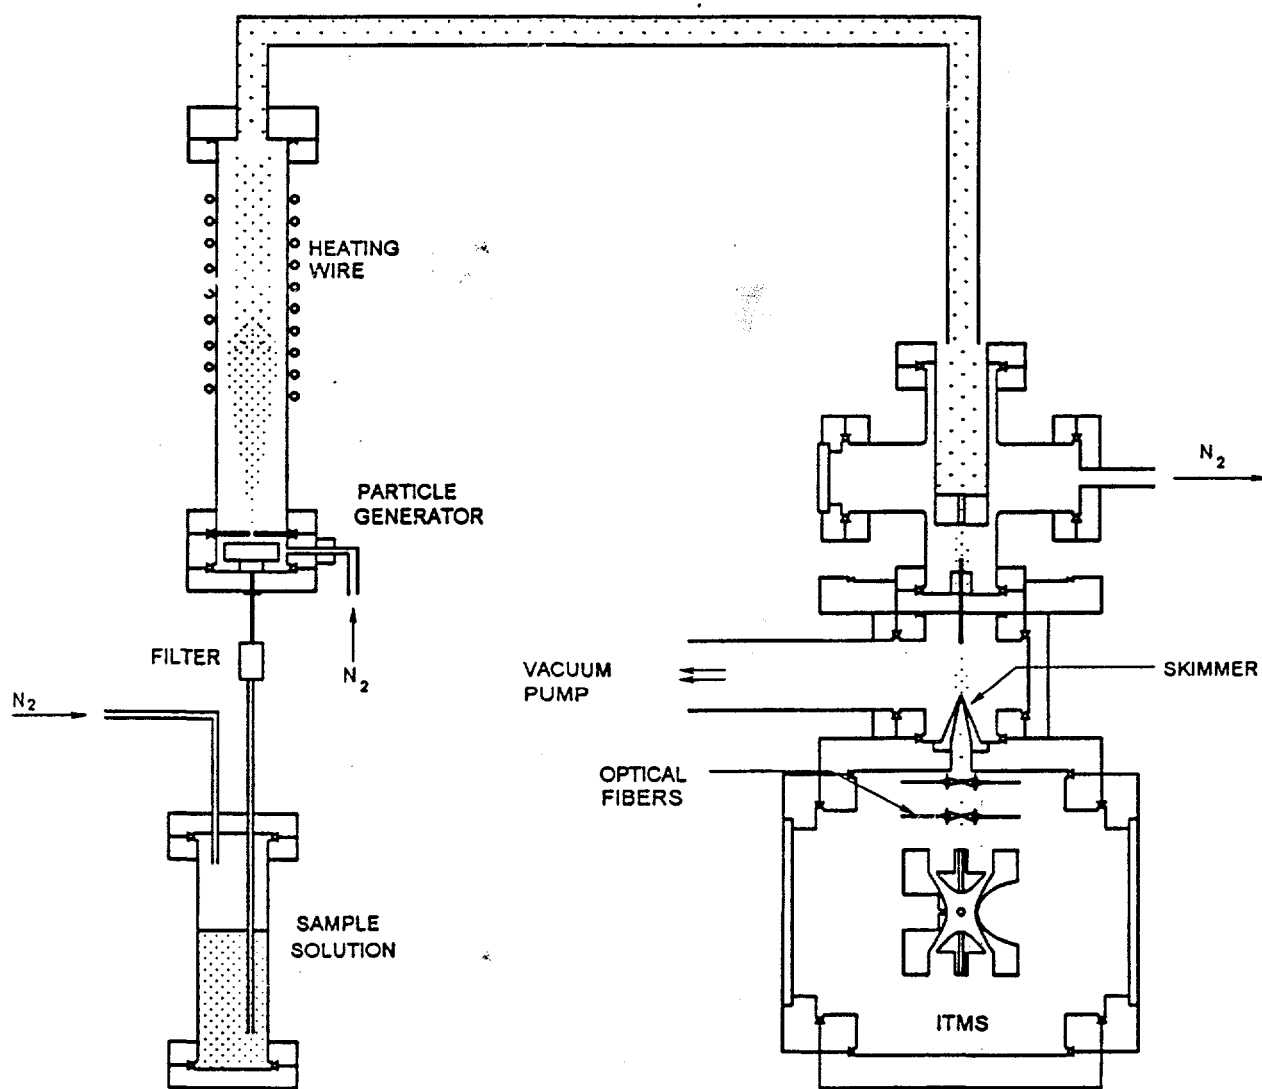 HEATING
WIRE
PARTICLE
GENERATOR
N2
FILTER
N2
VACUUM
PUMP
SKIMMER
N2
OPTICAL
FIBERS
SAMPLE
SOLUTION
ITMS